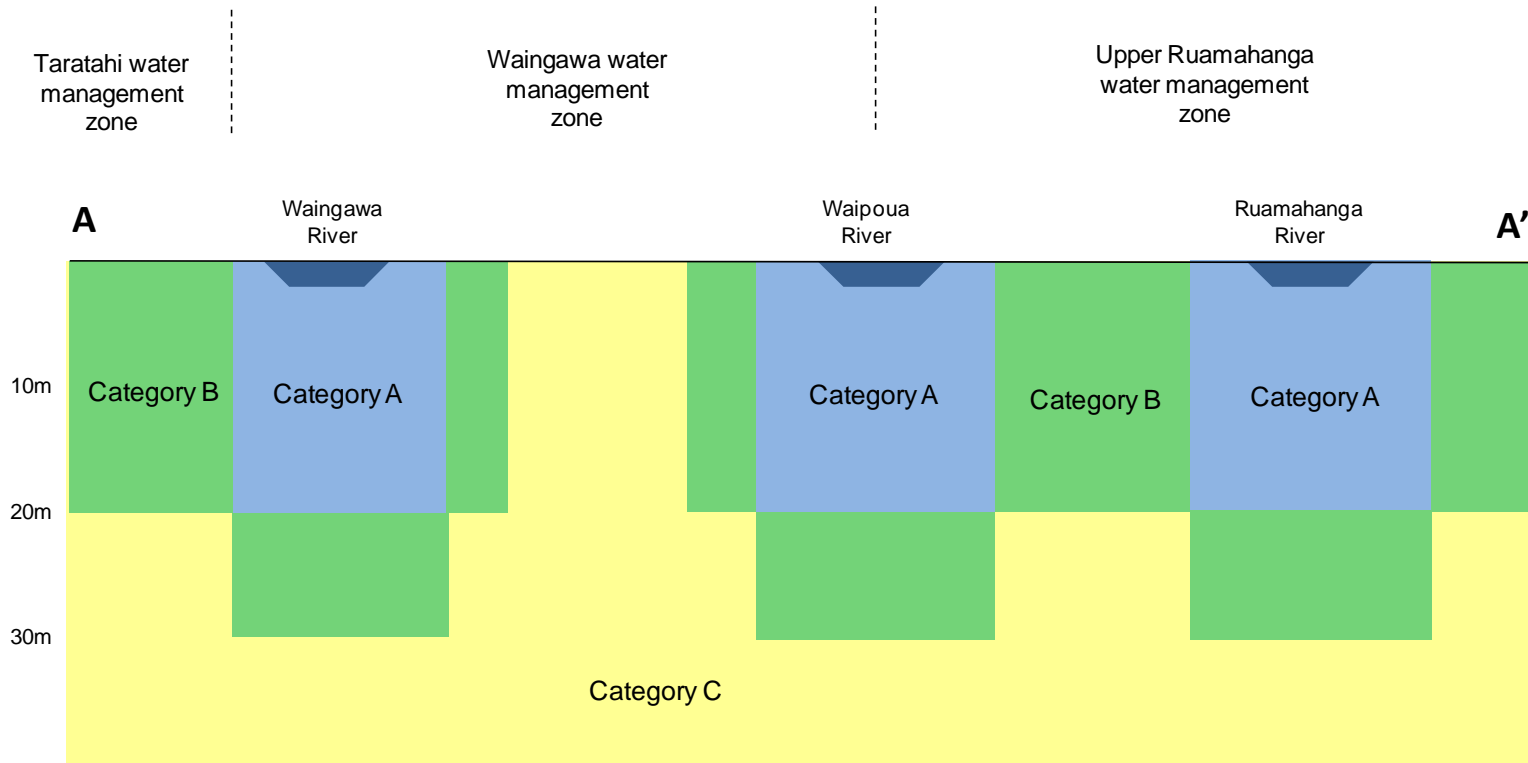 Taratahi water
management
zone
Waingawa water
management
zone
Upper Ruamahanga
water management
zone
A
Waingawa
River
Waipoua
River
Ruamahanga
River
A’
10m
Category B
Category A
Category A
Category B
Category A
20m
30m
Category C